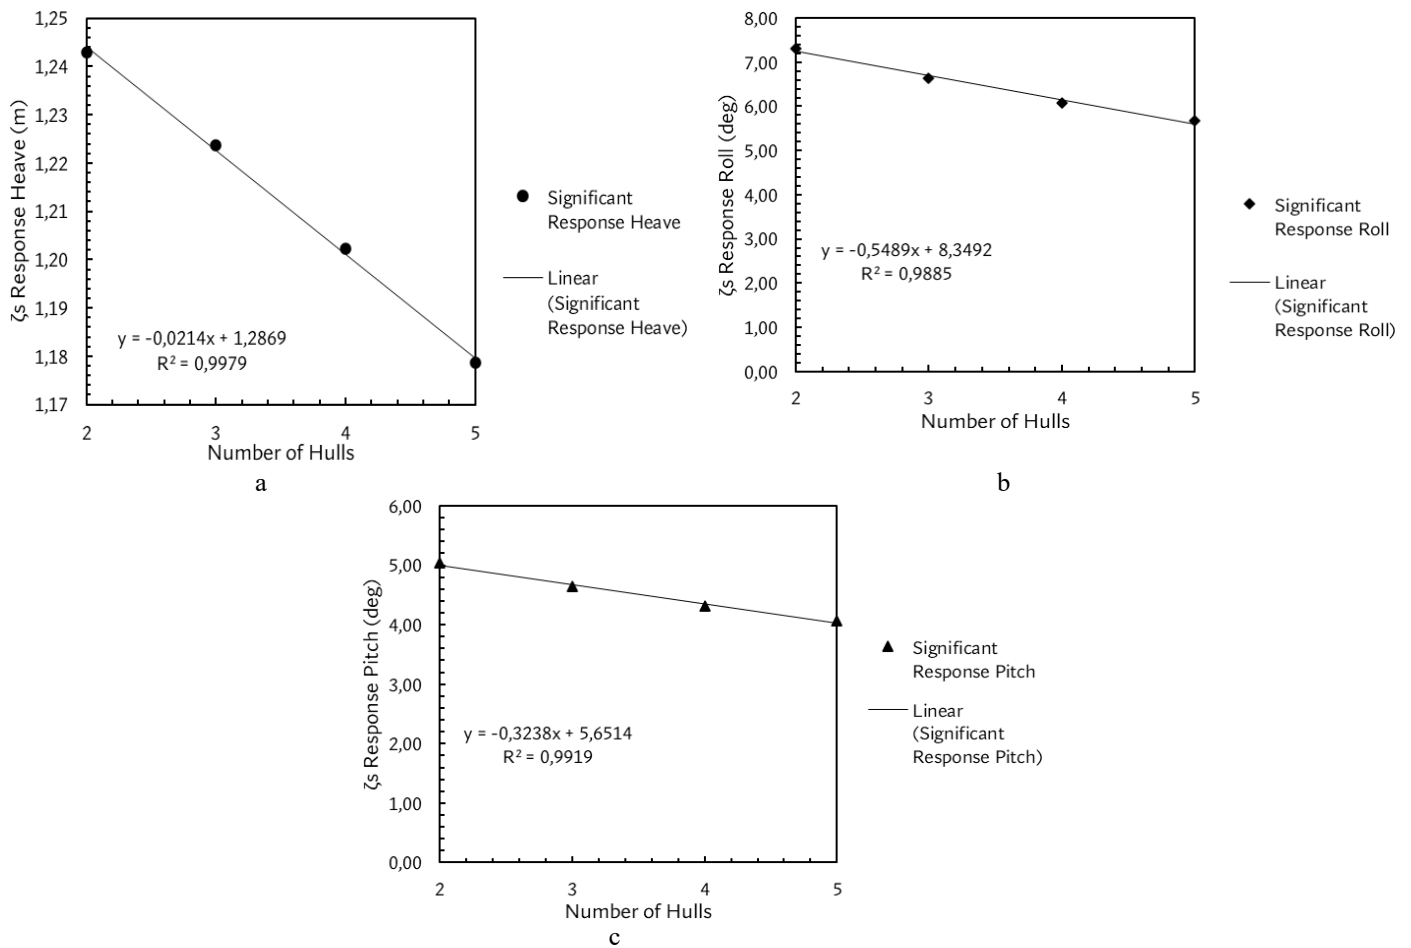 1,25
1,24
1,23
1,22
1,21
1,20
1,19
1,18
1,17
ζs Response Heave (m)
2 3 4 5
Number of Hulls
y = -0,0214x + 1,2869
R² = 0,9979
Significant
Response Heave
Linear
(Significant
Response Heave)
a
8,00
7,00
6,00
5,00
4,00
3,00
2,00
1,00
0,00
ζs Response Roll (deg)
2 3 4 5
Number of Hulls
y = -0,5489x + 8,3492
R² = 0,9885
Significant
Response Roll
Linear
(Significant
Response Roll)
b
6,00
5,00
4,00
3,00
2,00
1,00
0,00
ζs Response Pitch (deg)
2 3 4 5
Number of Hulls
y = -0,3238x + 5,6514
R² = 0,9919
Significant
Response Pitch
Linear
(Significant
Response Pitch)
c